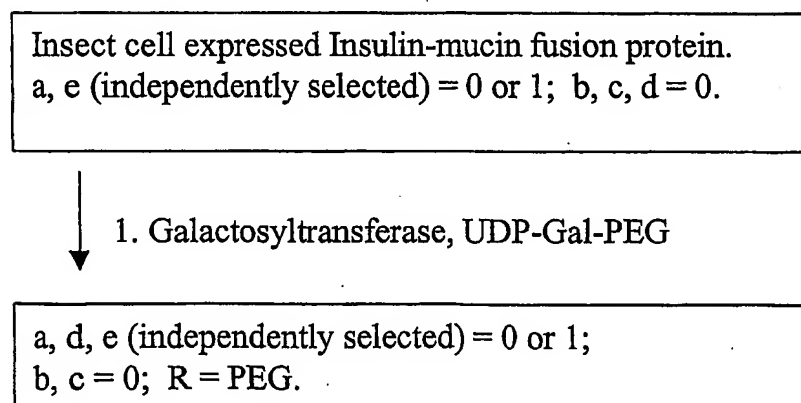 Insect cell expressed Insulin-mucin fusion protein.
a, e (independently selected) = 0 or 1; b, c, d = 0.
1. Galactosyltransferase, UDP-Gal-PEG
a, d, e (independently selected) = 0 or 1;
b, c = 0; R = PEG.